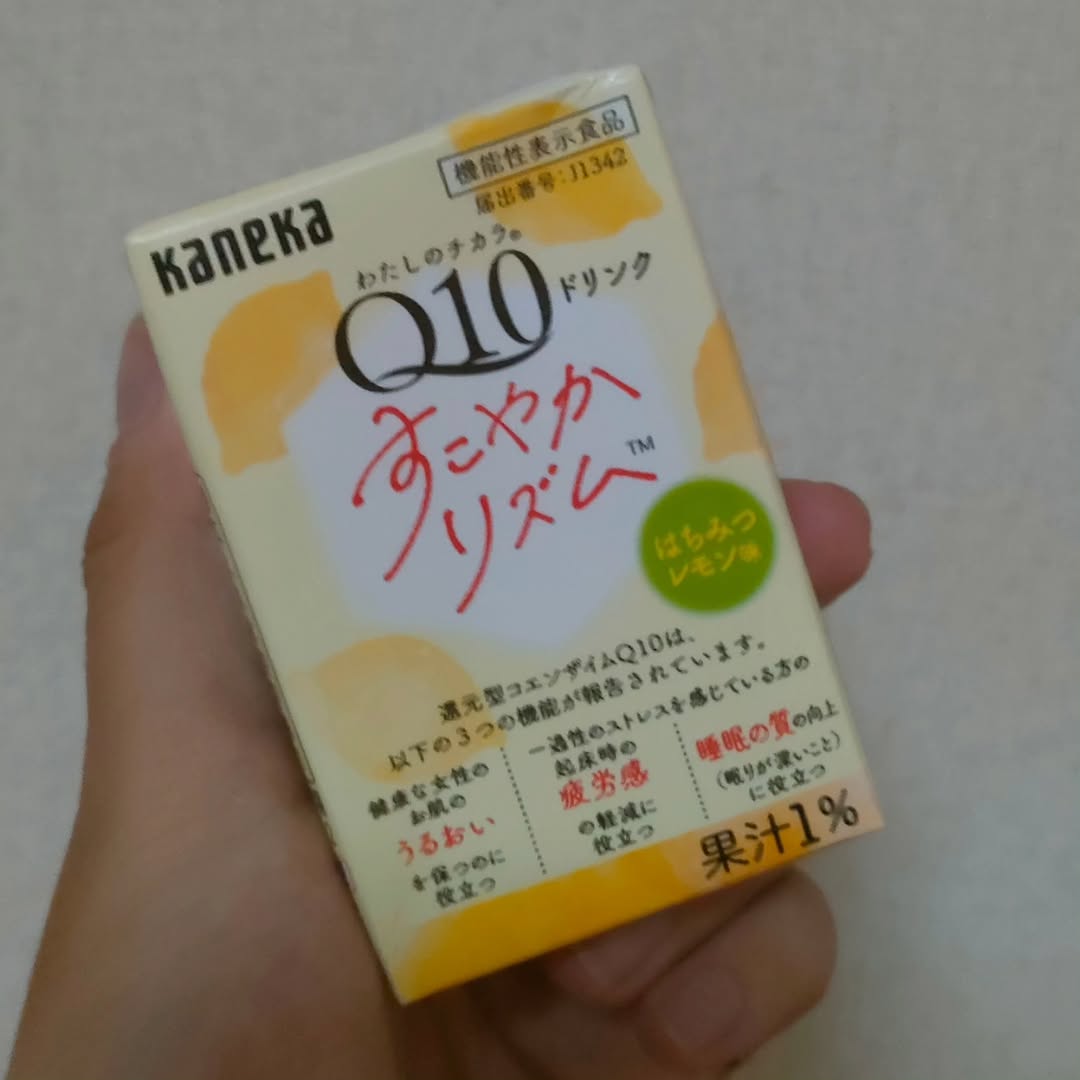 機能性表示食品
届出番号:J1342
kaneka
わたしのチカラ®
Q10ドリンク
すこやか
リズム™
はちみつ
レモン味
還元型コエンザイムQ10は、
以下の3つの機能が報告されています。
健康な女性の
お肌の
うるおい
を保つのに
役立つ
一過性のストレスを感じている方の
起床時の
疲労感
の軽減に
役立つ
睡眠の質の向上
(眠りが深いこと)
に役立つ
果汁1%